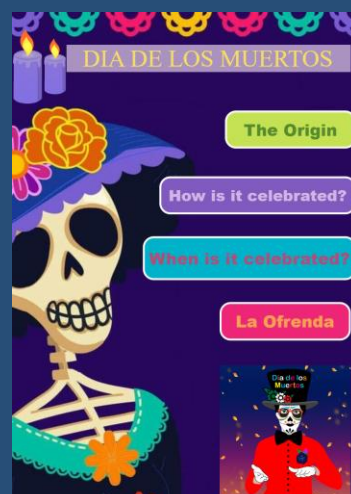 DIA DE LOS MUERTOS
The Origin
How is it celebrated?
When is it celebrated?
La Ofrenda
Dia de los
Muertos